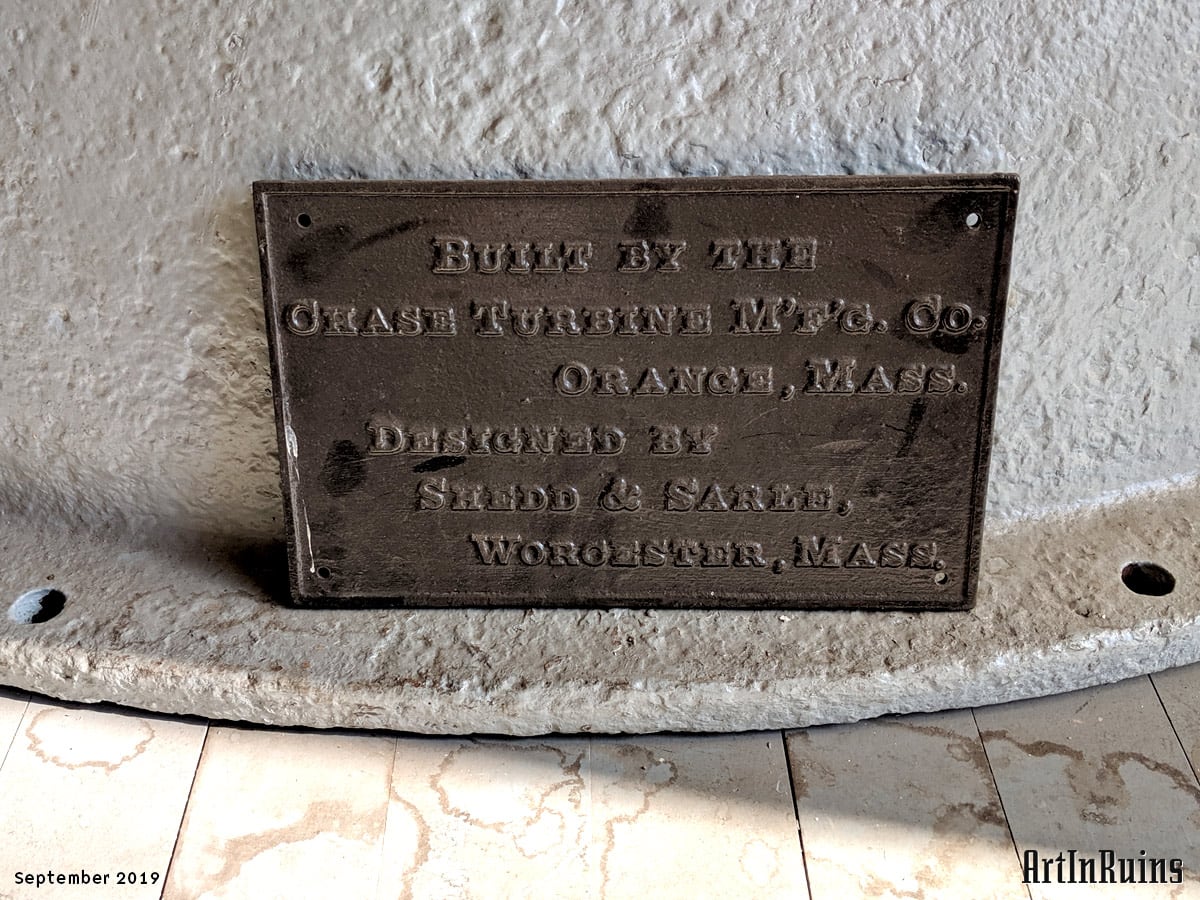 BUILT BY THE
CHASE TURBINE M'F'G. CO.
ORANGE, MASS.
DESIGNED BY
SHEDD & SARLE,
WORCESTER, MASS.
September 2019
ArtInRuins